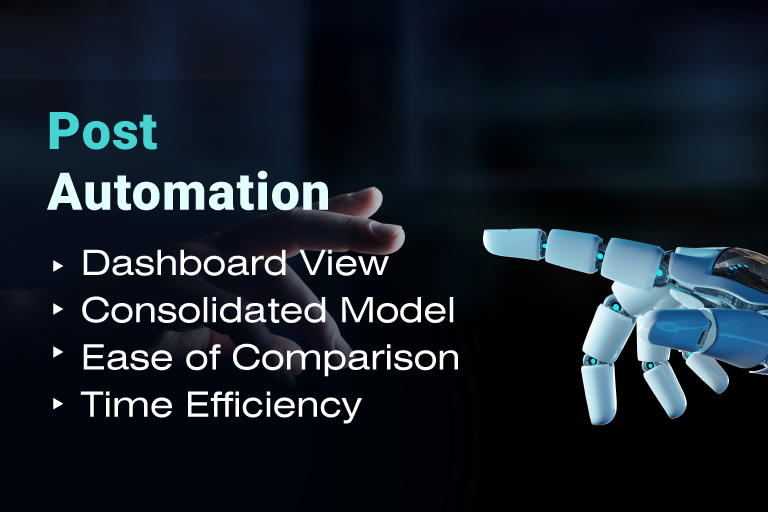 Post
Automation
Dashboard View
Consolidated Model
Ease of Comparison
Time Efficiency